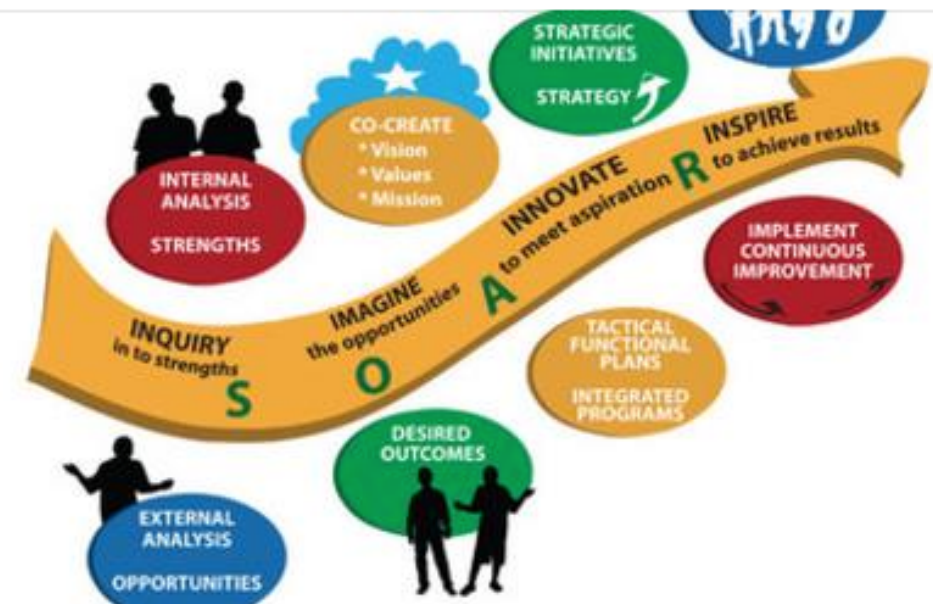 STRATEGIC
INITIATIVES
STRATEGY
CO-CREATE
* Vision
* Values
* Mission
INTERNAL
ANALYSIS
STRENGTHS
INQUIRY
in to strengths
S
IMAGINE
the opportunities
O
INNOVATE
to meet aspiration
A
INSPIRE
to achieve results
R
IMPLEMENT
CONTINUOUS
IMPROVEMENT
TACTICAL
FUNCTIONAL
PLANS
INTEGRATED
PROGRAMS
DESIRED
OUTCOMES
EXTERNAL
ANALYSIS
OPPORTUNITIES